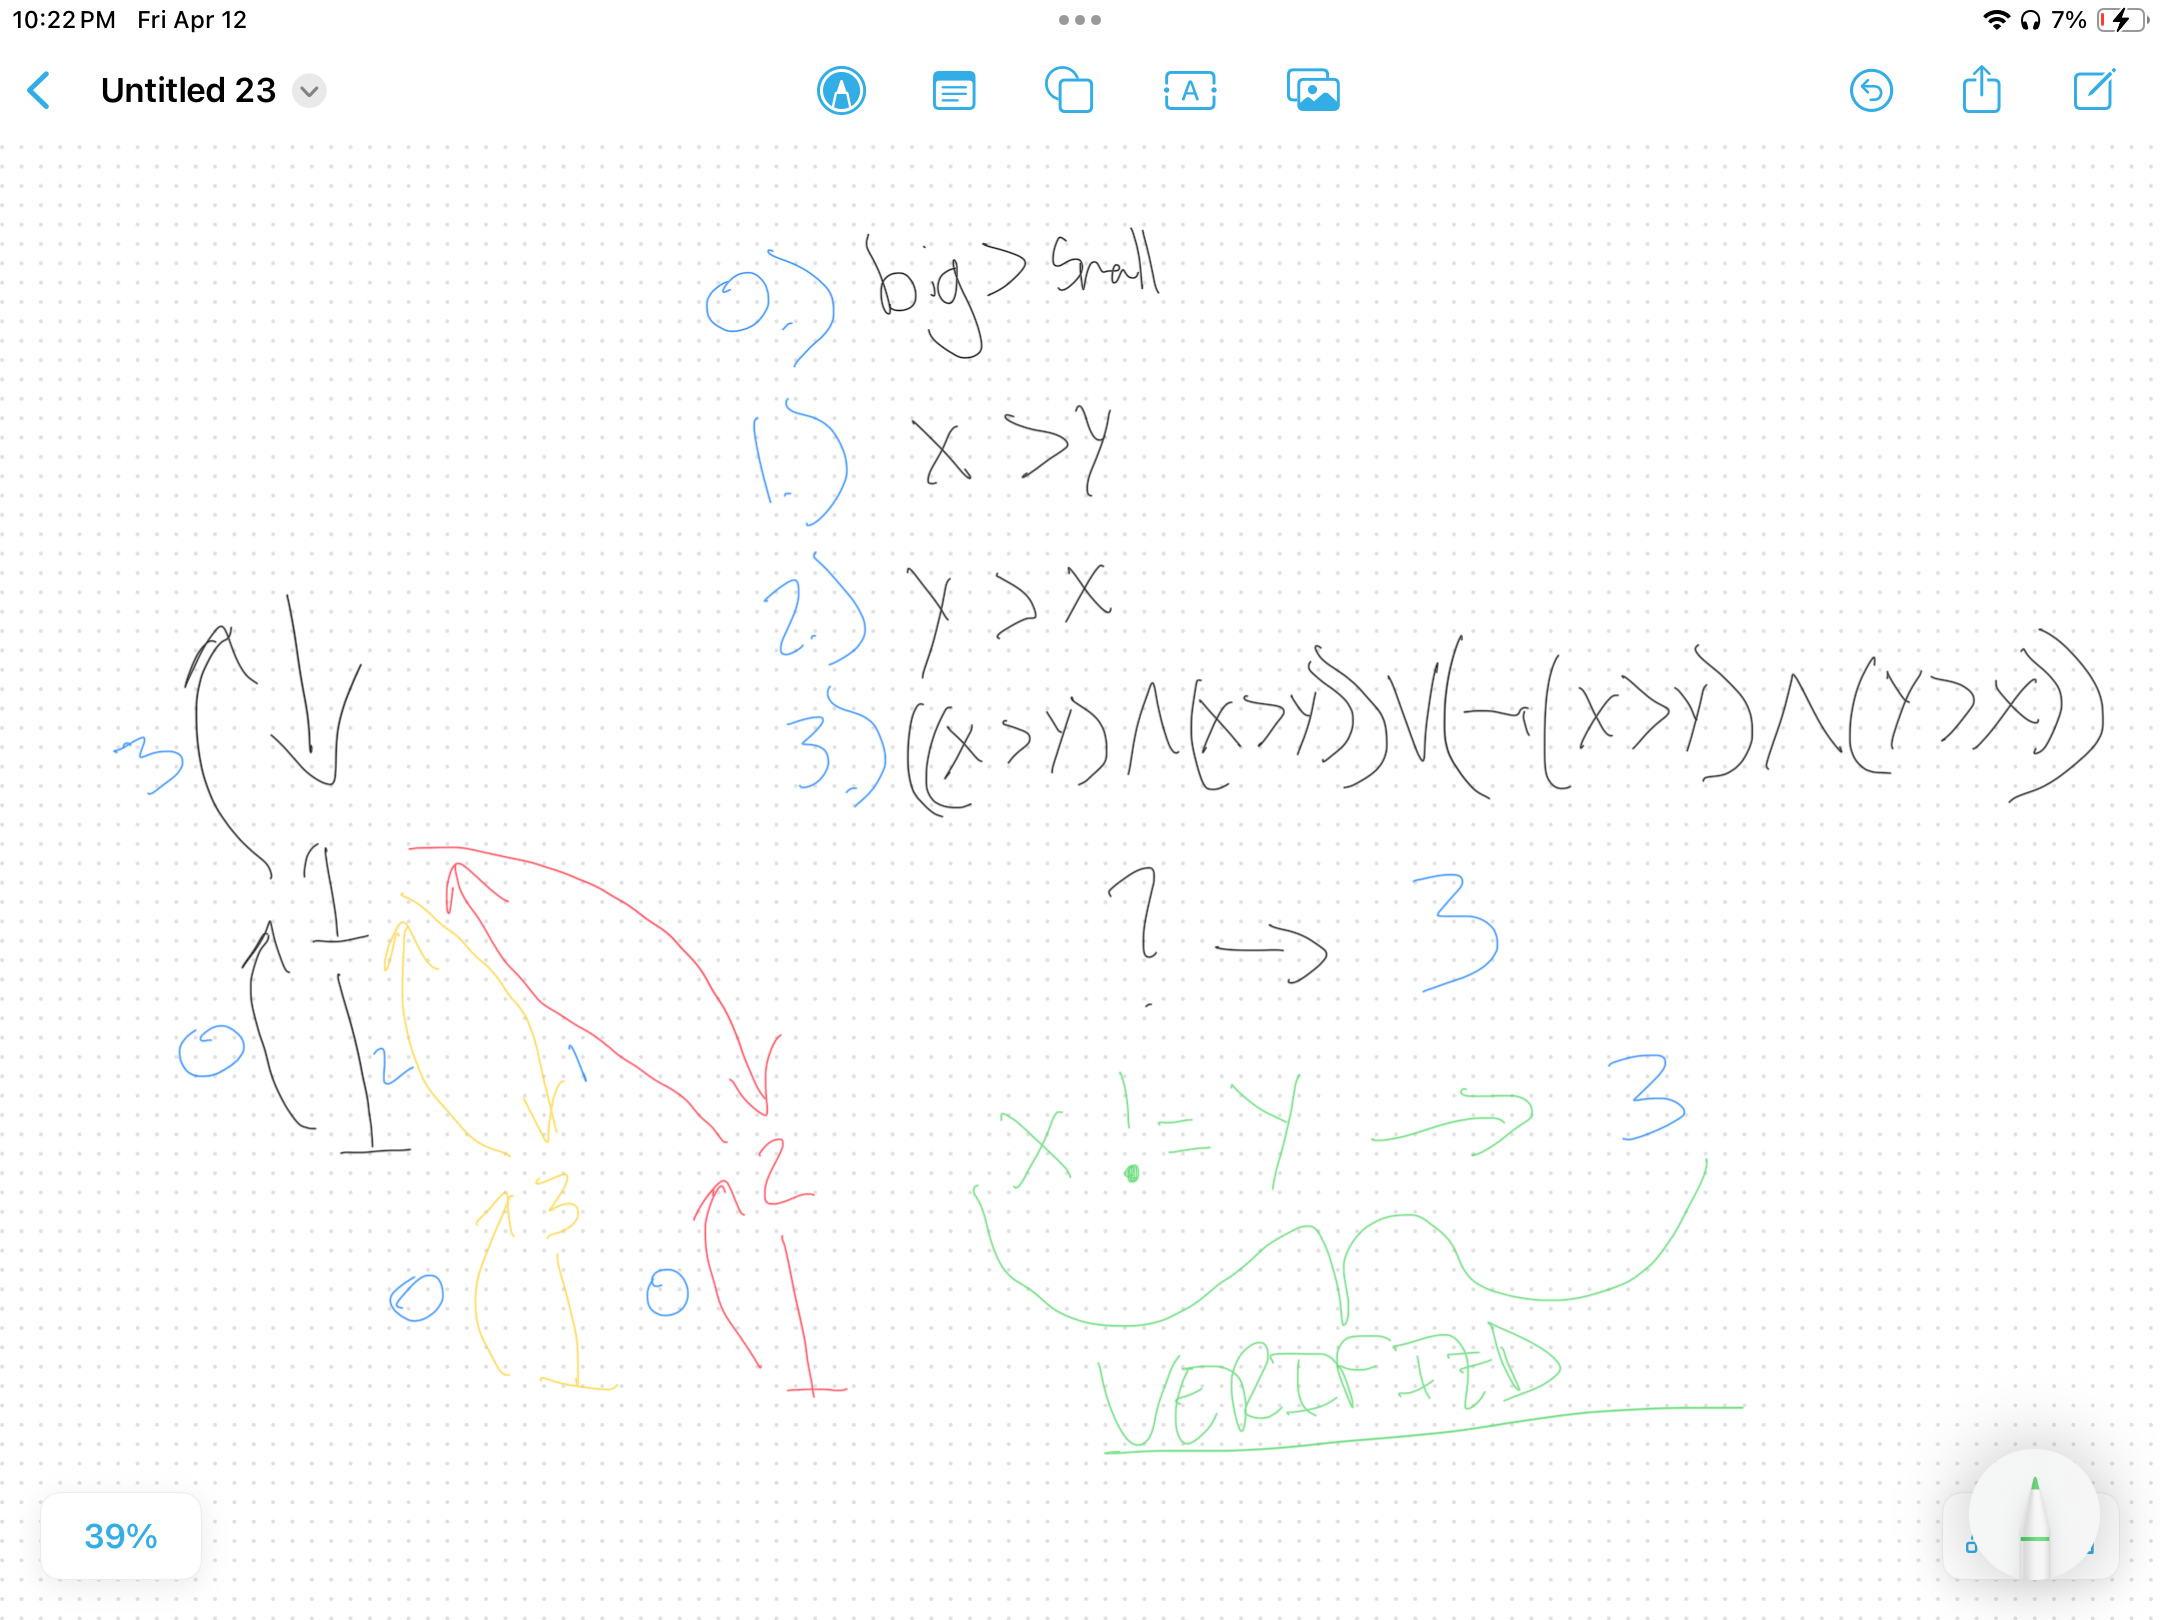 10:22 PM Fri Apr 12
7%
Untitled 23
A
0.) big > small
1.) X > Y
2.) Y > X
3.) ((X > Y) ∧ (X > Y)) ∨ (¬(X > Y) ∧ (Y > X))
3
1
0
1
2
1
3
0
1
2
0
1
? → 3
X != Y → 3
VERIFIED
39%